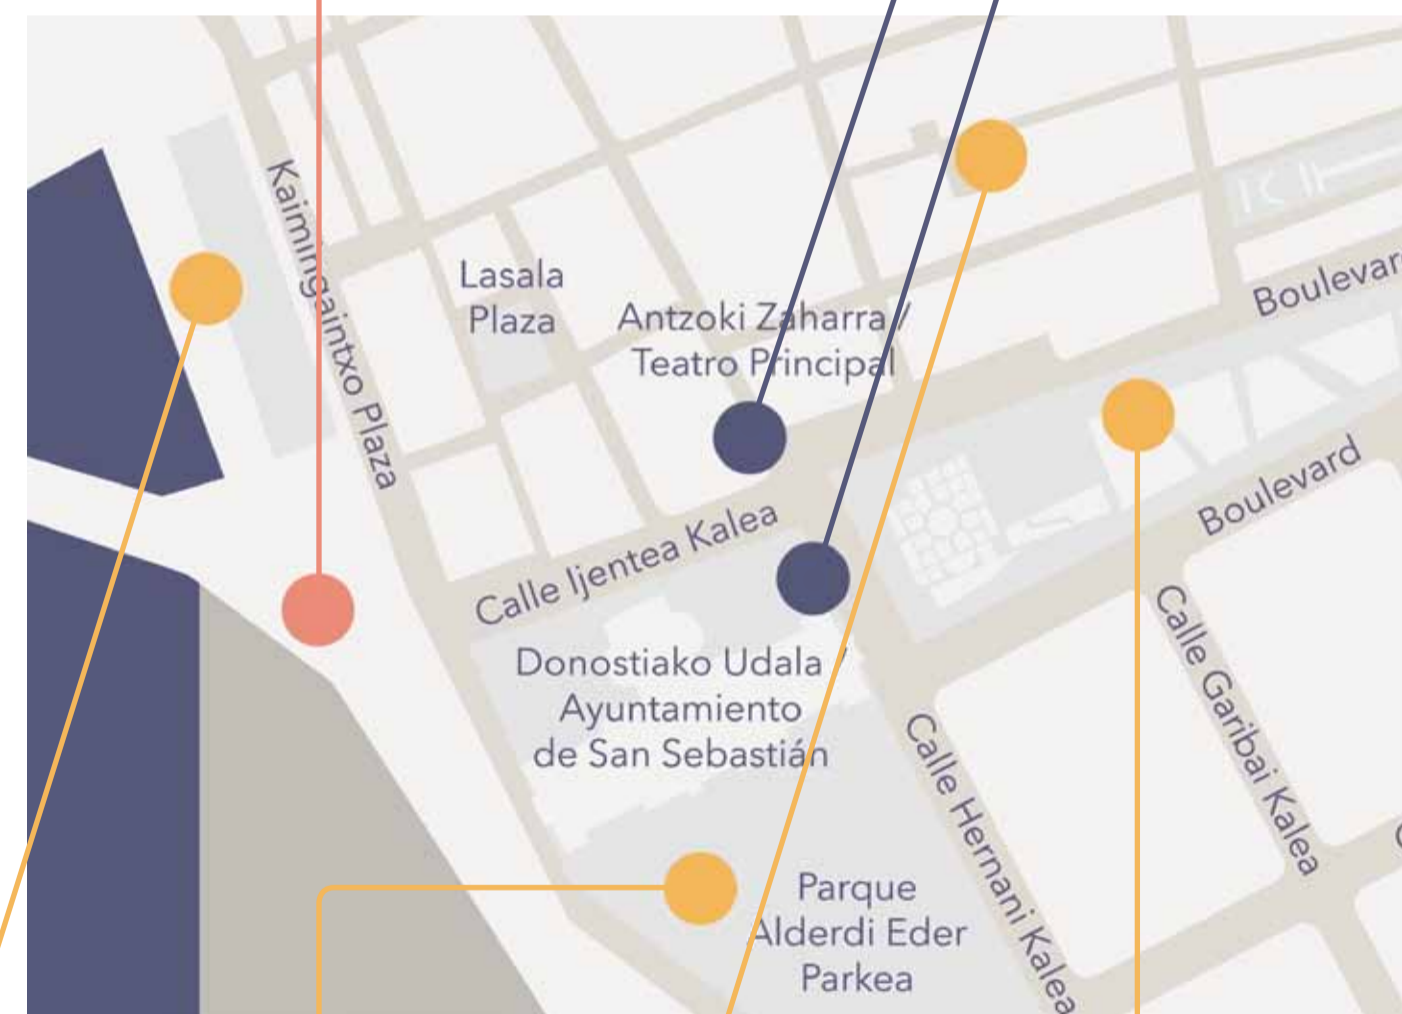 Kaimingaintxo Plaza
Lasala
Plaza
Antzoki Zaharra /
Teatro Principal
Boulevar
Boulevard
Calle Ijentea Kalea
Donostiako Udala /
Ayuntamiento
de San Sebastián
Calle Garibai Kalea
Calle Hernani Kalea
Parque
Alderdi Eder
Parkea